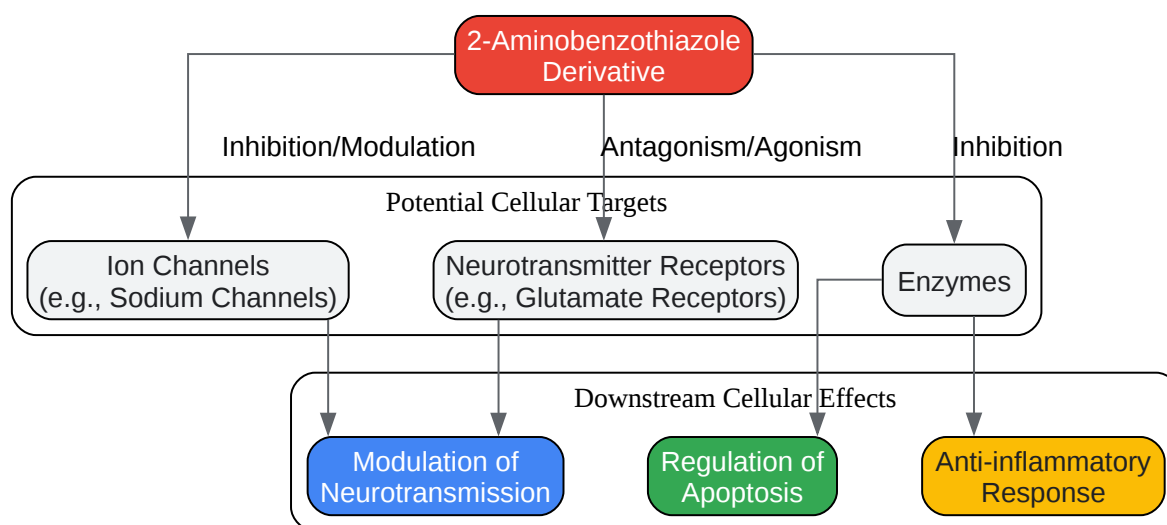 2-Aminobenzothiazole
Derivative
Inhibition/Modulation
Antagonism/Agonism
Inhibition
Potential Cellular Targets
Ion Channels
(e.g., Sodium Channels)
Neurotransmitter Receptors
(e.g., Glutamate Receptors)
Enzymes
Downstream Cellular Effects
Modulation of
Neurotransmission
Regulation of
Apoptosis
Anti-inflammatory
Response